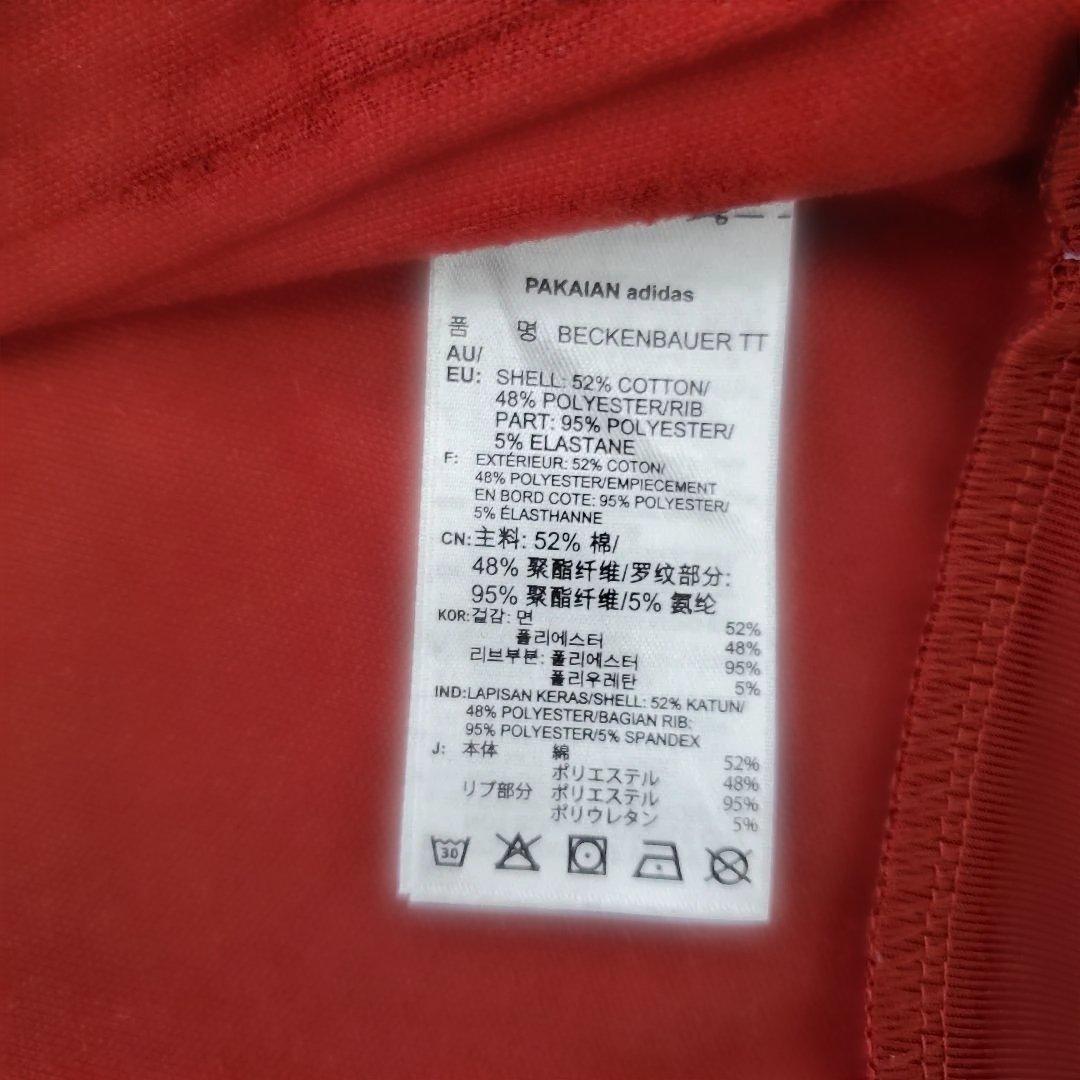 PAKAIAN adidas
품 명 BECKENBAUER TT
AU/
EU: SHELL: 52% COTTON/
48% POLYESTER/RIB
PART: 95% POLYESTER/
5% ELASTANE
F: EXTÉRIEUR: 52% COTON/
48% POLYESTER/EMPIECEMENT
EN BORD COTE: 95% POLYESTER/
5% ÉLASTHANNE
CN: 主料: 52% 棉/
48% 聚酯纤维/罗纹部分:
95% 聚酯纤维/5% 氨纶
KOR: 겉감: 면 52%
폴리에스터 48%
리브부분: 폴리에스터 95%
폴리우레탄 5%
IND: LAPISAN KERAS/SHELL: 52% KATUN/
48% POLYESTER/BAGIAN RIB:
95% POLYESTER/5% SPANDEX
J: 本体 綿 52%
ポリエステル 48%
リブ部分 ポリエステル 95%
ポリウレタン 5%
30